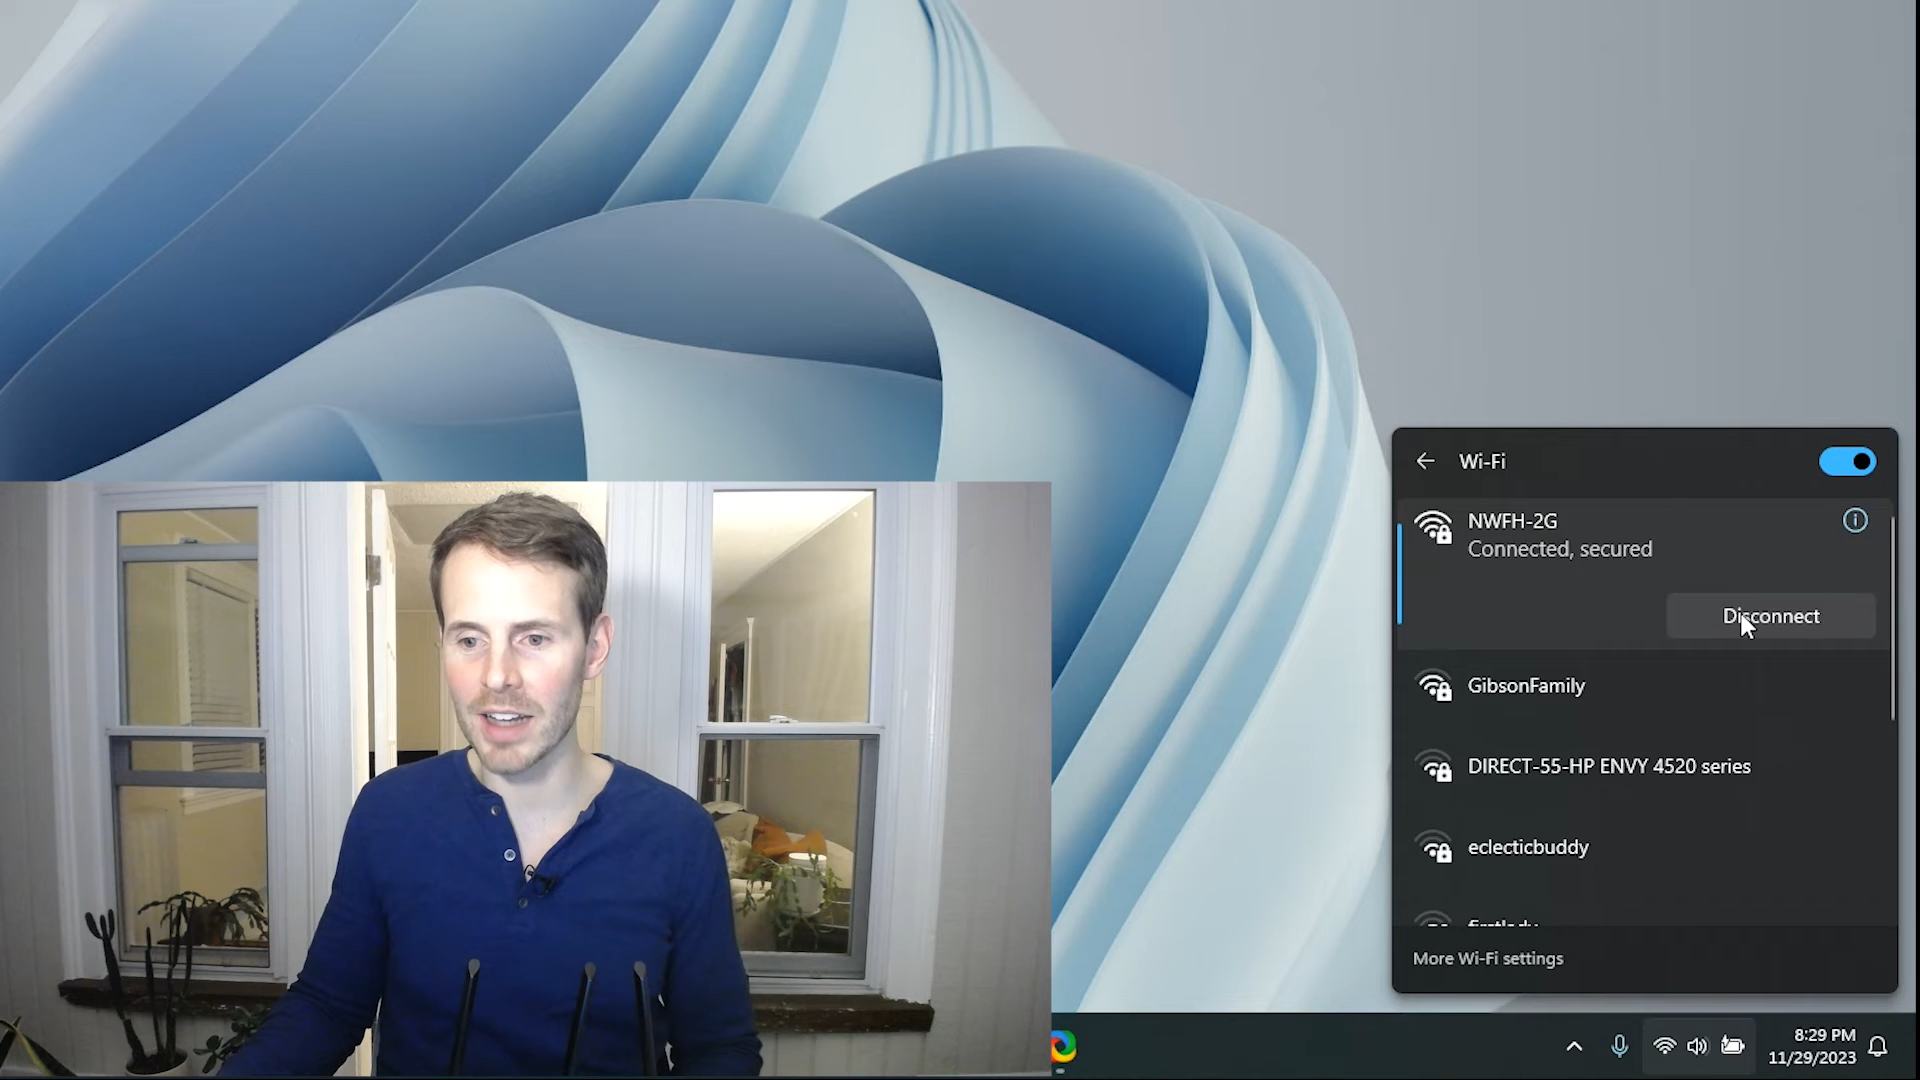 Wi-Fi
NWFH-2G
Connected, secured
Disconnect
GibsonFamily
DIRECT-55-HP ENVY 4520 series
eclecticbuddy
More Wi-Fi settings
8:29 PM
11/29/2023